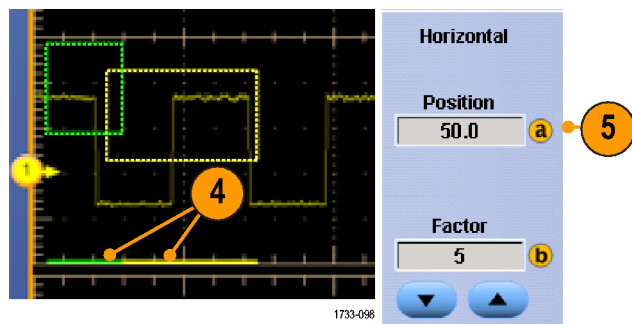 1
4
1733-098
Horizontal
Position
50.0 a
5
Factor
5 b